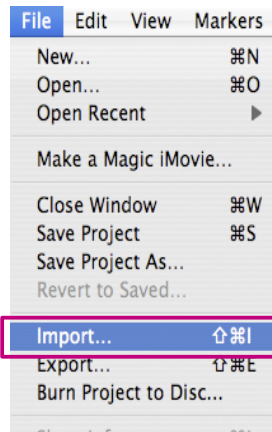 File Edit View Markers
New... ⌘N
Open... ⌘O
Open Recent ▶
Make a Magic iMovie...
Close Window ⌘W
Save Project ⌘S
Save Project As...
Revert to Saved...
Import... ⇧⌘I
Export... ⇧⌘E
Burn Project to Disc...